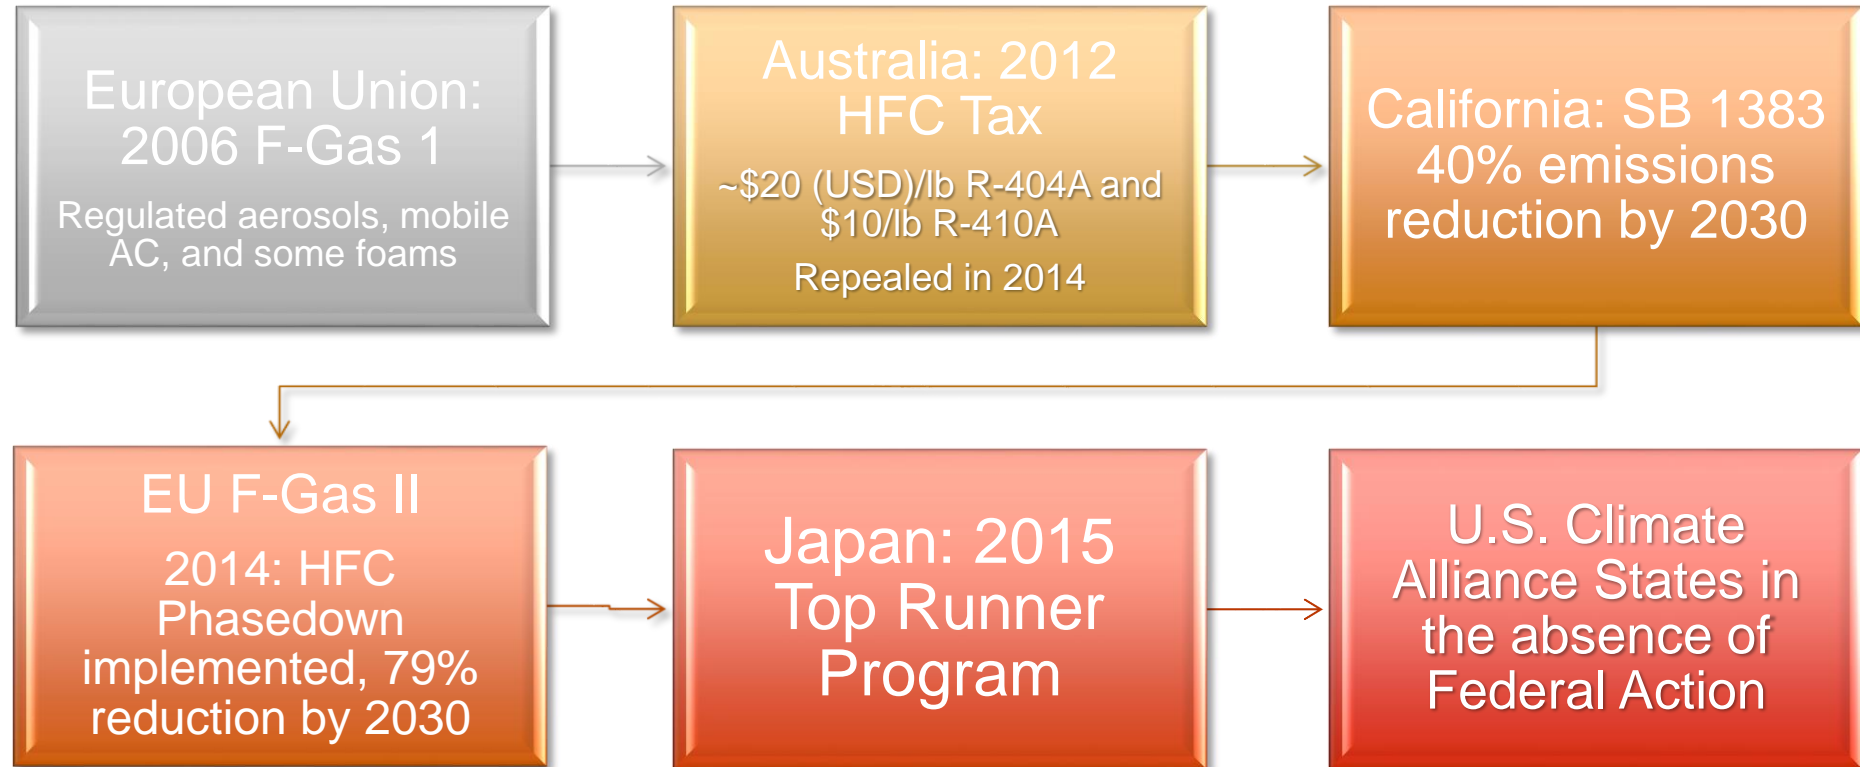 European Union:
2006 F-Gas 1
Regulated aerosols, mobile
AC, and some foams
Australia: 2012
HFC Tax
~$20 (USD)/lb R-404A and
$10/lb R-410A
Repealed in 2014
California: SB 1383
40% emissions
reduction by 2030
EU F-Gas II
2014: HFC
Phasedown
implemented, 79%
reduction by 2030
Japan: 2015
Top Runner
Program
U.S. Climate
Alliance States in
the absence of
Federal Action